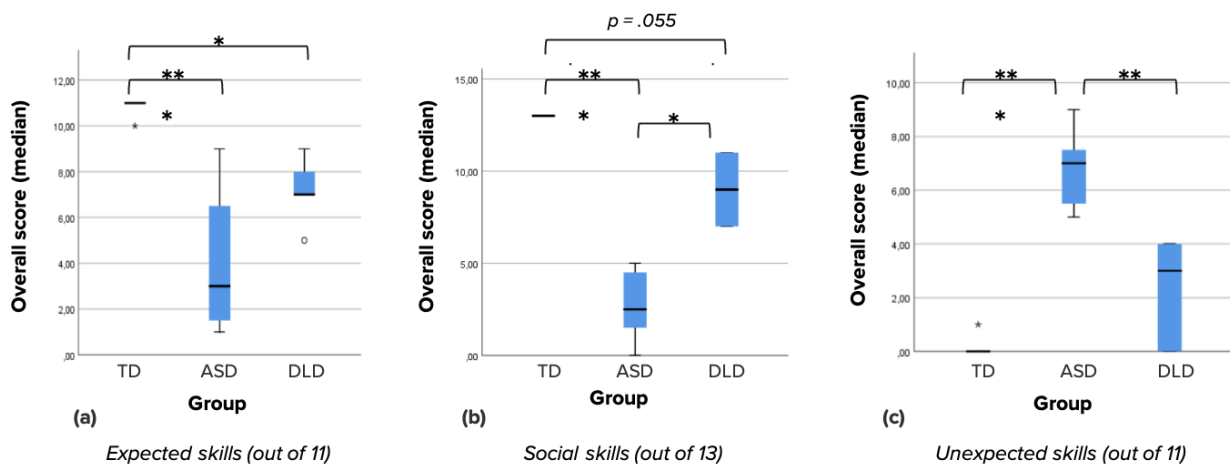 Overall score (median)
12,00
10,00
8,00
6,00
4,00
2,00
,00
*
**
*
*
TD ASD DLD
Group
(a)
Expected skills (out of 11)
p = .055
Overall score (median)
15,00
10,00
5,00
,00
**
*
*
TD ASD DLD
Group
(b)
Social skills (out of 13)
Overall score (median)
10,00
8,00
6,00
4,00
2,00
,00
** **
*
*
TD ASD DLD
Group
(c)
Unexpected skills (out of 11)